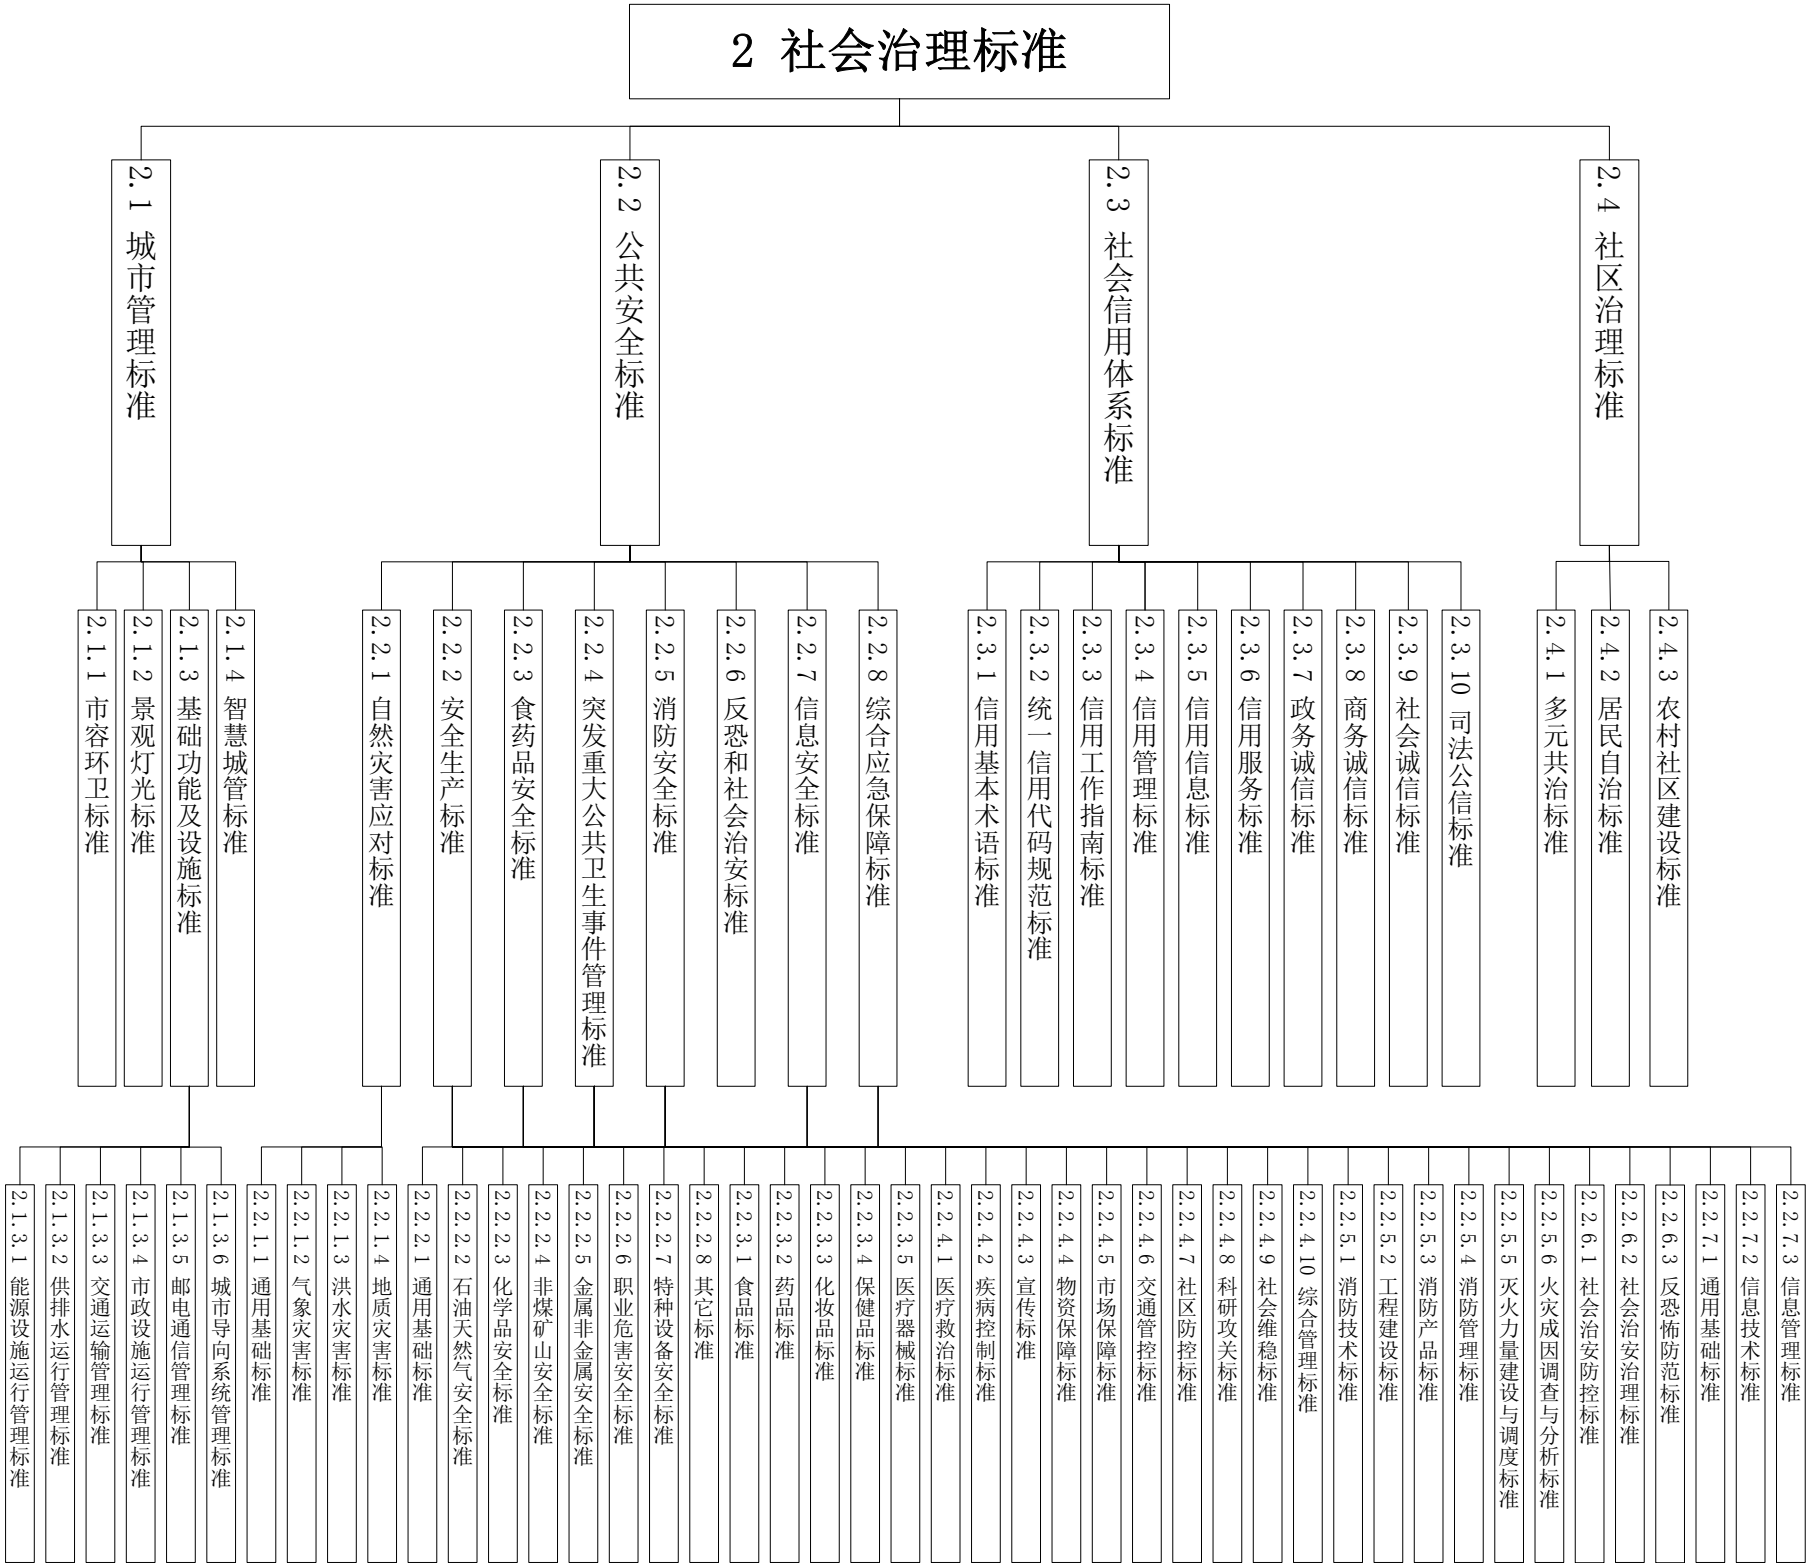 2 社会治理标准
2.1 城市管理标准
2.2 公共安全标准
2.3 社会信用体系标准
2.4 社区治理标准
2.1.1 市容环卫标准
2.1.2 景观灯光标准
2.1.3 基础功能及设施标准
2.1.4 智慧城管标准
2.2.1 自然灾害应对标准
2.2.2 安全生产标准
2.2.3 食药品安全标准
2.2.4 突发重大公共卫生事件管理标准
2.2.5 消防安全标准
2.2.6 反恐和社会治安标准
2.2.7 信息安全标准
2.2.8 综合应急保障标准
2.3.1 信用基本术语标准
2.3.2 统一信用代码规范标准
2.3.3 信用工作指南标准
2.3.4 信用管理标准
2.3.5 信用信息标准
2.3.6 信用服务标准
2.3.7 政务诚信标准
2.3.8 商务诚信标准
2.3.9 社会诚信标准
2.3.10 司法公信标准
2.4.1 多元共治标准
2.4.2 居民自治标准
2.4.3 农村社区建设标准
2.1.3.1 能源设施运行管理标准
2.1.3.2 供排水运行管理标准
2.1.3.3 交通运输管理标准
2.1.3.4 市政设施运行管理标准
2.1.3.5 邮电通信管理标准
2.1.3.6 城市导向系统管理标准
2.2.1.1 通用基础标准
2.2.1.2 气象灾害标准
2.2.1.3 洪水灾害标准
2.2.1.4 地质灾害标准
2.2.2.1 通用基础标准
2.2.2.2 石油天然气安全标准
2.2.2.3 化学品安全标准
2.2.2.4 非煤矿山安全标准
2.2.2.5 金属非金属安全标准
2.2.2.6 职业危害安全标准
2.2.2.7 特种设备安全标准
2.2.2.8 其它标准
2.2.3.1 食品标准
2.2.3.2 药品标准
2.2.3.3 化妆品标准
2.2.3.4 保健品标准
2.2.3.5 医疗器械标准
2.2.4.1 医疗救治标准
2.2.4.2 疾病控制标准
2.2.4.3 宣传标准
2.2.4.4 物资保障标准
2.2.4.5 市场保障标准
2.2.4.6 交通管控标准
2.2.4.7 社区防控标准
2.2.4.8 科研攻关标准
2.2.4.9 社会维稳标准
2.2.4.10 综合管理标准
2.2.5.1 消防技术标准
2.2.5.2 工程建设标准
2.2.5.3 消防产品标准
2.2.5.4 消防管理标准
2.2.5.5 灭火力量建设与调度标准
2.2.5.6 火灾成因调查与分析标准
2.2.6.1 社会治安防控标准
2.2.6.2 社会治安治理标准
2.2.6.3 反恐怖防范标准
2.2.7.1 通用基础标准
2.2.7.2 信息技术标准
2.2.7.3 信息管理标准